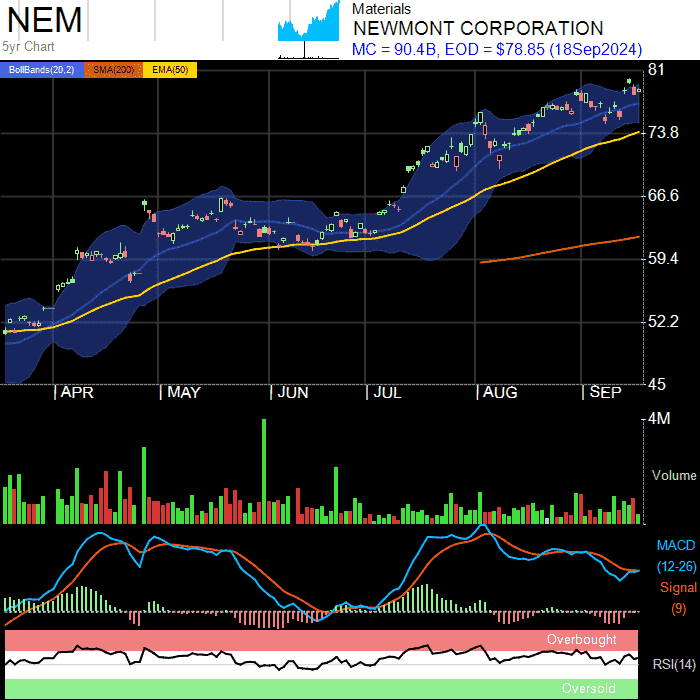 NEM
5yr Chart
Materials
NEWMONT CORPORATION
MC = 90.4B, EOD = $78.85 (18Sep2024)
BollBands(20,2) SMA(200) EMA(50)
81
73.8
66.6
59.4
52.2
45
APR MAY JUN JUL AUG SEP
4M
Volume
MACD
(12-26)
Signal
(9)
Overbought
RSI(14)
Oversold